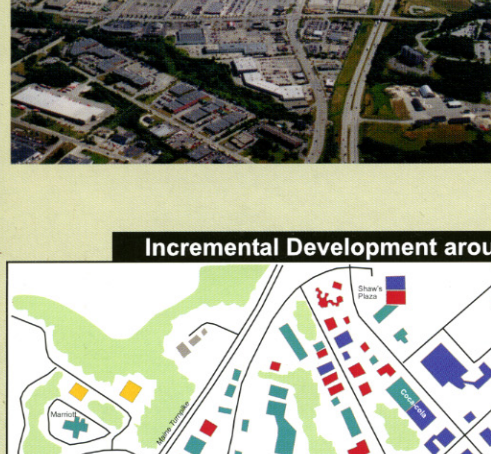 Incremental Development arou
Shaw's
Plaza
Coca-cola
Marriott
Maine Turnpike